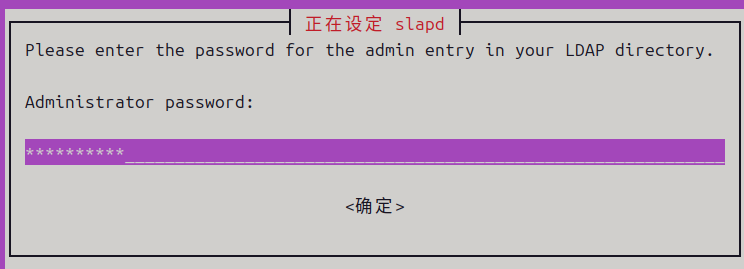 正在设定 slapd
Please enter the password for the admin entry in your LDAP directory.
Administrator password:
**********____________________________________________________________
<确定>